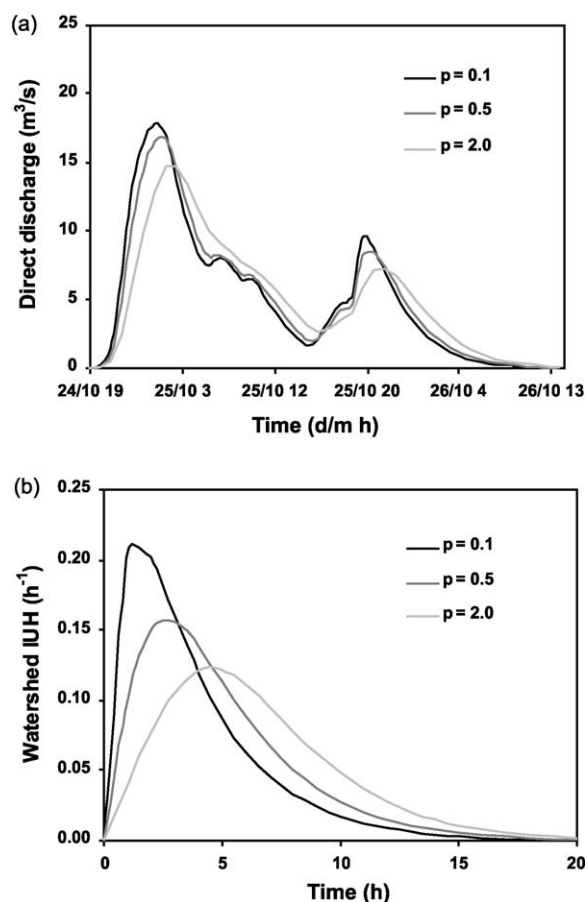 (a)
25
20
15
10
5
0
Direct discharge (m³/s)
p = 0.1
p = 0.5
p = 2.0
24/10 19 25/10 3 25/10 12 25/10 20 26/10 4 26/10 13
Time (d/m h)
(b)
0.25
0.20
0.15
0.10
0.05
0.00
Watershed IUH (h⁻¹)
p = 0.1
p = 0.5
p = 2.0
0 5 10 15 20
Time (h)